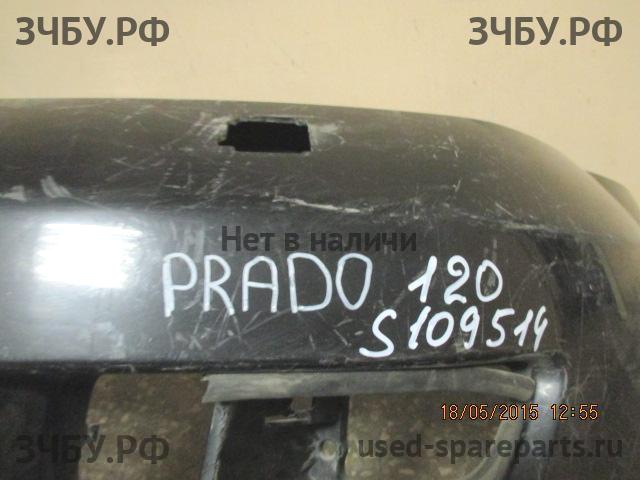 ЗЧБУ.РФ
ЗЧБУ.РФ
Нет в наличи
PRADO 120
S109514
18/05/2015 12:55
ЗЧБУ.РФ
used-spareparts.ru